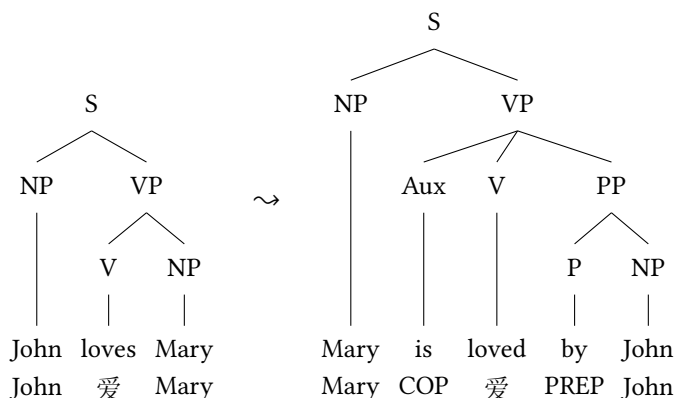 S
NP VP
V NP
John loves Mary
John 爱 Mary
⤳
S
NP VP
Aux V PP
P NP
Mary is loved by John
Mary COP 爱 PREP John